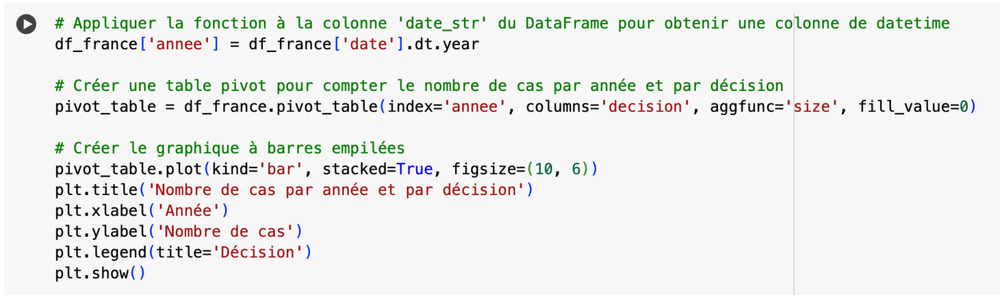 # Appliquer la fonction à la colonne 'date_str' du DataFrame pour obtenir une colonne de datetime
df_france['annee'] = df_france['date'].dt.year
# Créer une table pivot pour compter le nombre de cas par année et par décision
pivot_table = df_france.pivot_table(index='annee', columns='decision', aggfunc='size', fill_value=0)
# Créer le graphique à barres empilées
pivot_table.plot(kind='bar', stacked=True, figsize=(10, 6))
plt.title('Nombre de cas par année et par décision')
plt.xlabel('Année')
plt.ylabel('Nombre de cas')
plt.legend(title='Décision')
plt.show()